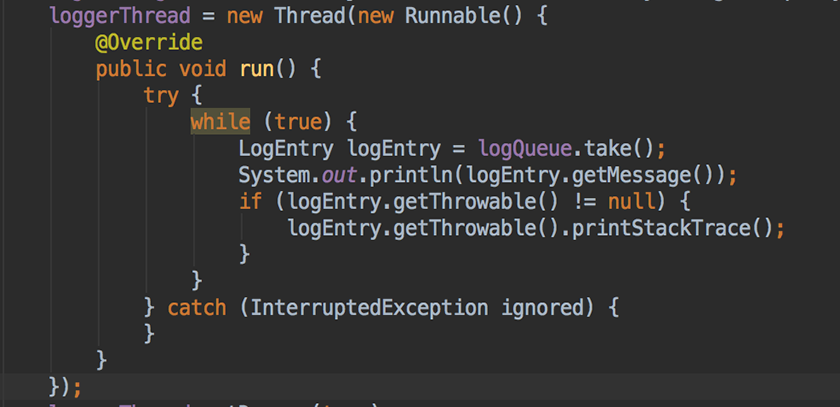 loggerThread = new Thread(new Runnable() {
@Override
public void run() {
try {
while (true) {
LogEntry logEntry = logQueue.take();
System.out.println(logEntry.getMessage());
if (logEntry.getThrowable() != null) {
logEntry.getThrowable().printStackTrace();
}
}
} catch (InterruptedException ignored) {
}
}
});